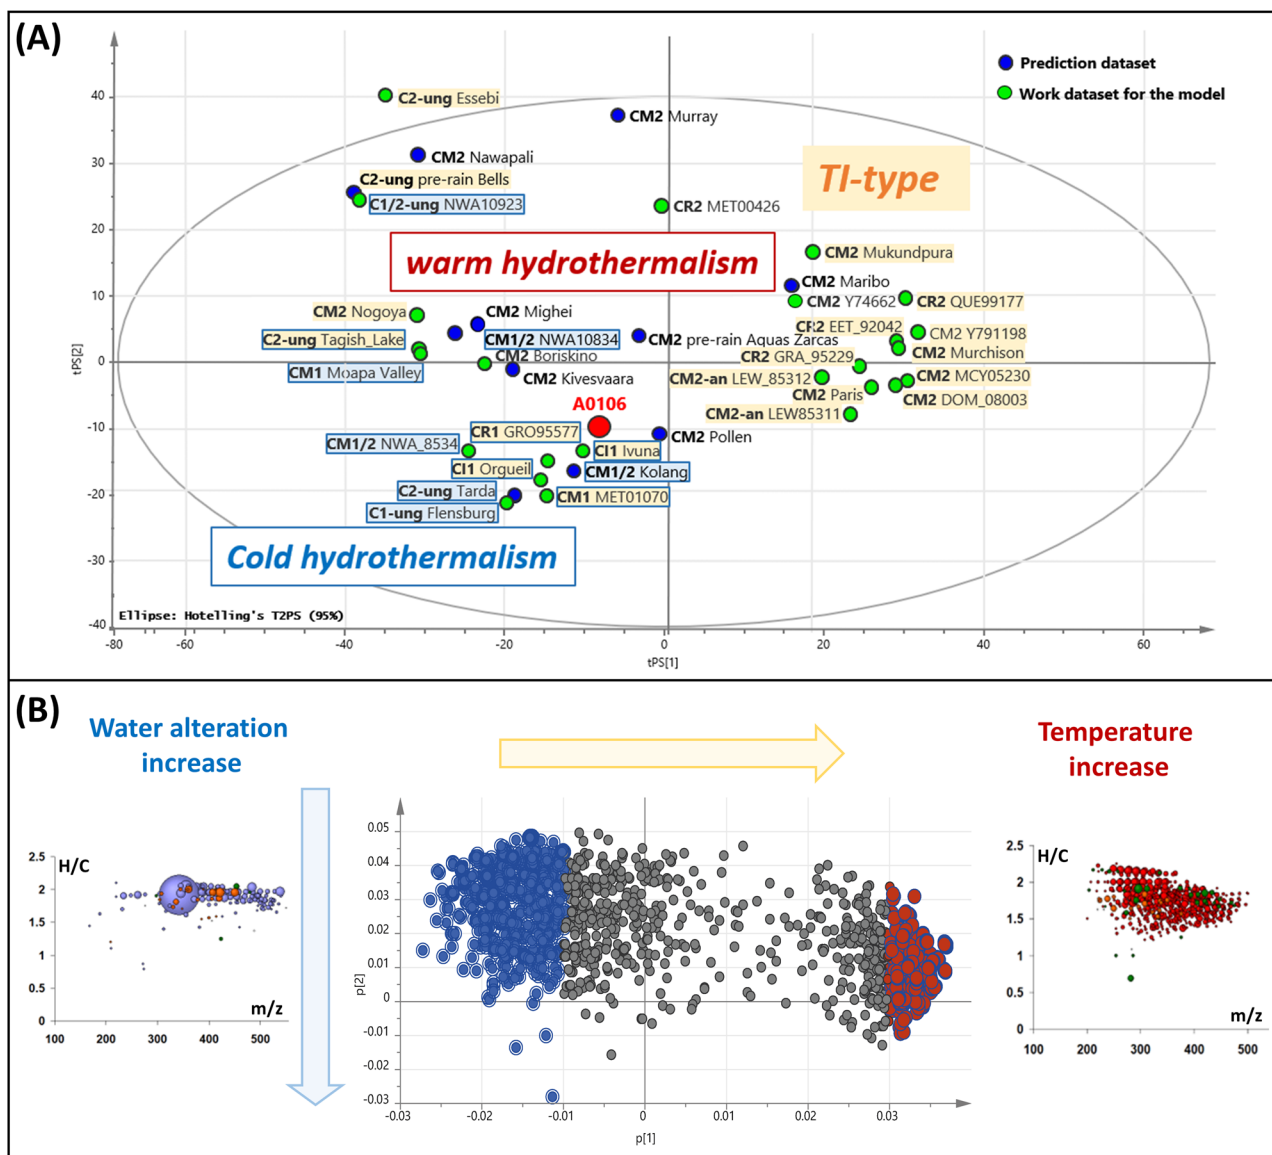 (A)
Prediction dataset
Work dataset for the model
C2-ung Essebi
CM2 Murray
CM2 Nawapali
C2-ung pre-rain Bells
C1/2-ung NWA10923
TI-type
CR2 MET00426
warm hydrothermalism
CM2 Mukundpura
CM2 Maribo
CM2 Y74662
CR2 QUE99177
CM2 Nogoya
CM2 Mighei
CR2 EET_92042
CM2 Y791198
C2-ung Tagish_Lake
CM1/2 NWA10834
CM2 pre-rain Aquas Zarcas
CM2 Boriskino
CR2 GRA_95229
CM2 Murchison
CM1 Moapa Valley
CM2 Kivesvaara
CM2-an LEW_85312
CM2 MCY05230
CM2 Paris
CM2 DOM_08003
A0106
CM2-an LEW85311
CR1 GRO95577
CM2 Pollen
CM1/2 NWA_8534
CI1 Ivuna
CI1 Orgueil
CM1/2 Kolang
C2-ung Tarda
CM1 MET01070
C1-ung Flensburg
Cold hydrothermalism
Ellipse: Hotelling's T2PS (95%)
40
30
20
10
0
-10
-20
-30
-40
tPS[2]
-80
-60
-40
-20
0
20
40
60
tPS[1]
(B)
Water alteration
increase
Temperature
increase
2.5
2
1.5
1
0.5
0
H/C
m/z
100
200
300
400
500
0.05
0.04
0.03
0.02
0.01
0
-0.01
-0.02
-0.03
p[2]
-0.03
-0.02
-0.01
0
0.01
0.02
0.03
p[1]
2.5
2
1.5
1
0.5
0
H/C
m/z
100
200
300
400
500